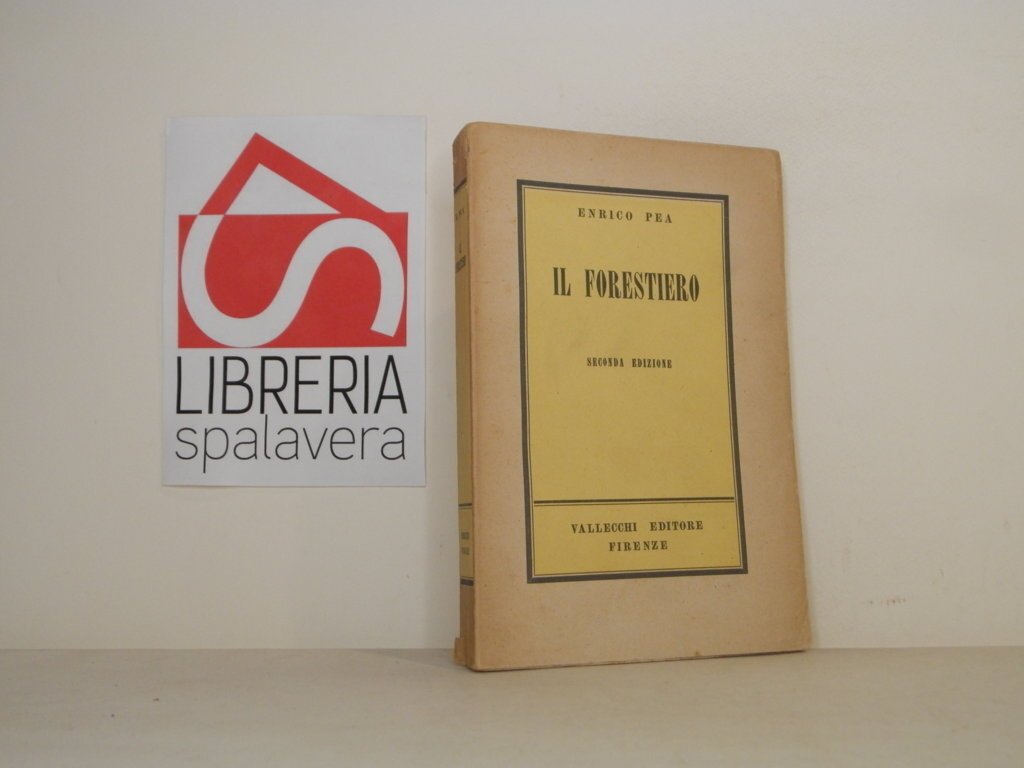 LIBRERIA
spalavera
ENRICO PEA
IL FORESTIERO
SECONDA EDIZIONE
VALLECCHI EDITORE
FIRENZE